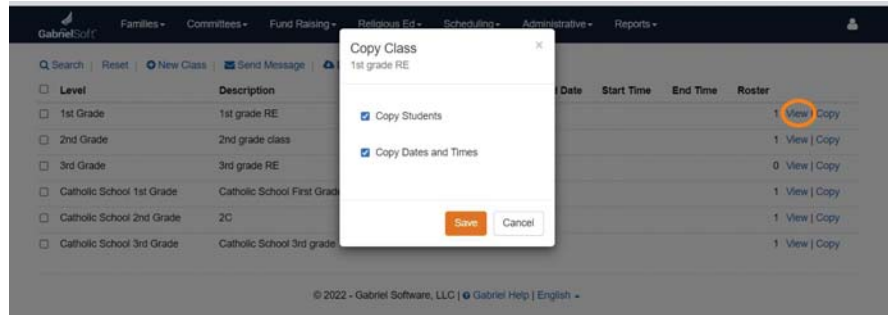 GabrielSoft Families Committees Fund Raising Religious Ed Scheduling Administrative Reports
Copy Class ×
1st grade RE
Search | Reset | New Class | Send Message |
Level Description Date Start Time End Time Roster
1st Grade 1st grade RE 1 View | Copy
Copy Students
2nd Grade 2nd grade class 1 View | Copy
Copy Dates and Times
3rd Grade 3rd grade RE 0 View | Copy
Catholic School 1st Grade Catholic School First Grade 1 View | Copy
Catholic School 2nd Grade 2C 1 View | Copy
Save Cancel
Catholic School 3rd Grade Catholic School 3rd grade 1 View | Copy
© 2022 - Gabriel Software, LLC | Gabriel Help | English